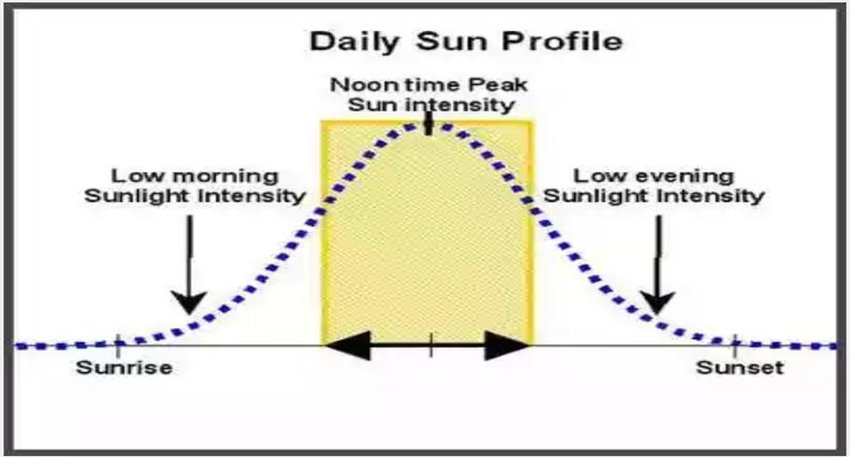 Daily Sun Profile
Noon time Peak
Sun intensity
Low morning
Sunlight Intensity
Low evening
Sunlight Intensity
Sunrise
Sunset